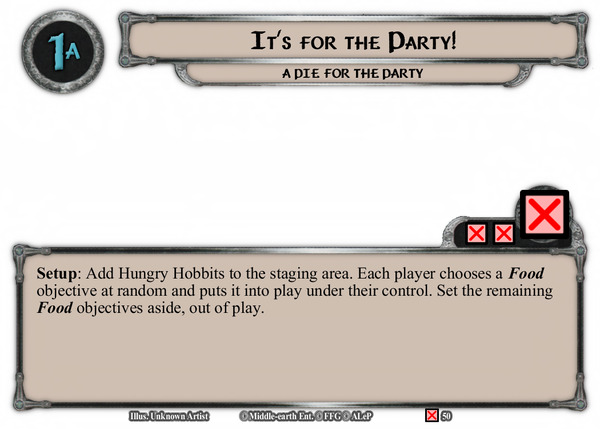 1A
It's for the Party!
A Pie for the Party
Setup: Add Hungry Hobbits to the staging area. Each player chooses a Food
objective at random and puts it into play under their control. Set the remaining
Food objectives aside, out of play.
Illus. Unknown Artist ©Middle-earth Ent. ©FFG ©ALeP 50